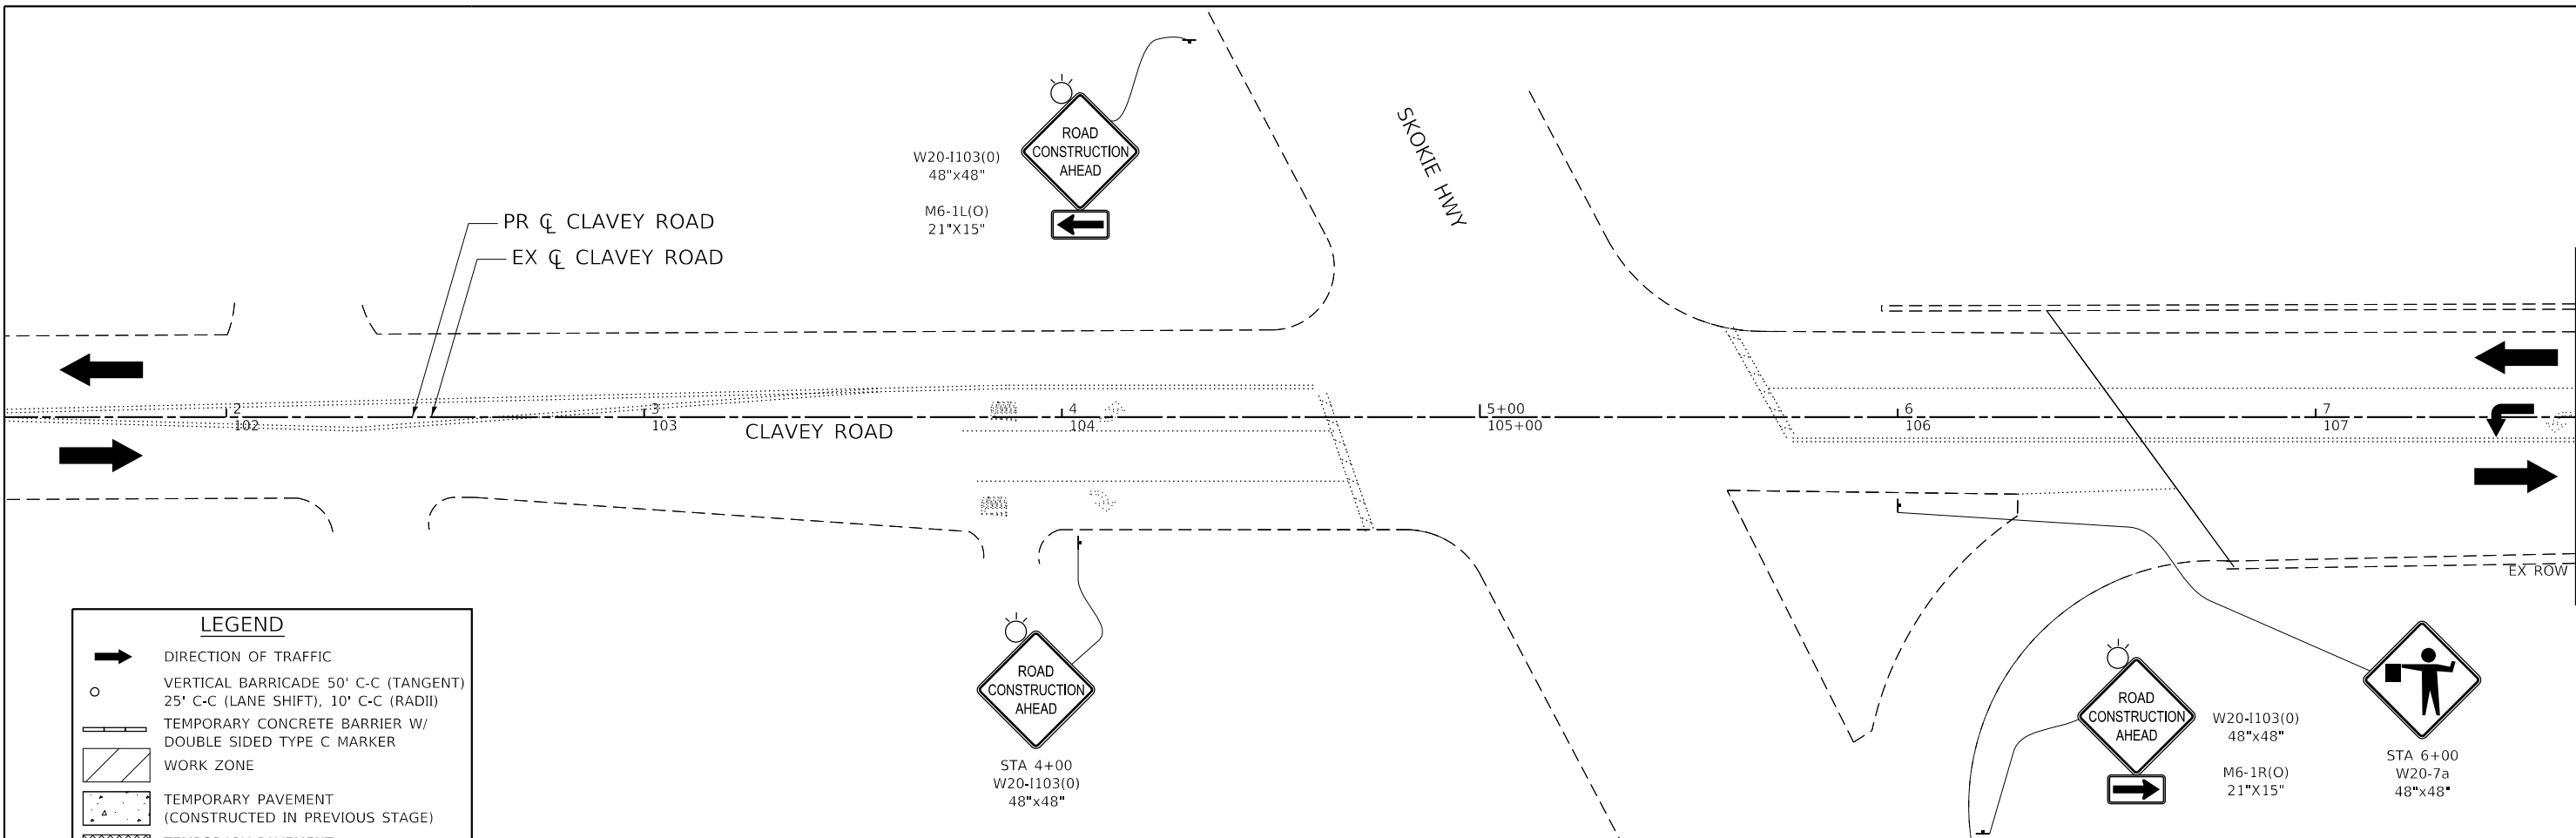 ROAD
CONSTRUCTION
AHEAD
W20-I103(0)
48"x48"
M6-1L(O)
21"X15"
SKOKIE HWY
PR ℄ CLAVEY ROAD
EX ℄ CLAVEY ROAD
2
102
3
103
CLAVEY ROAD
4
104
5+00
105+00
6
106
7
107
EX ROW
LEGEND
DIRECTION OF TRAFFIC
VERTICAL BARRICADE 50' C-C (TANGENT)
25' C-C (LANE SHIFT), 10' C-C (RADII)
TEMPORARY CONCRETE BARRIER W/
DOUBLE SIDED TYPE C MARKER
WORK ZONE
TEMPORARY PAVEMENT
(CONSTRUCTED IN PREVIOUS STAGE)
ROAD
CONSTRUCTION
AHEAD
STA 4+00
W20-I103(0)
48"x48"
ROAD
CONSTRUCTION
AHEAD
W20-I103(0)
48"x48"
M6-1R(O)
21"X15"
STA 6+00
W20-7a
48"x48"